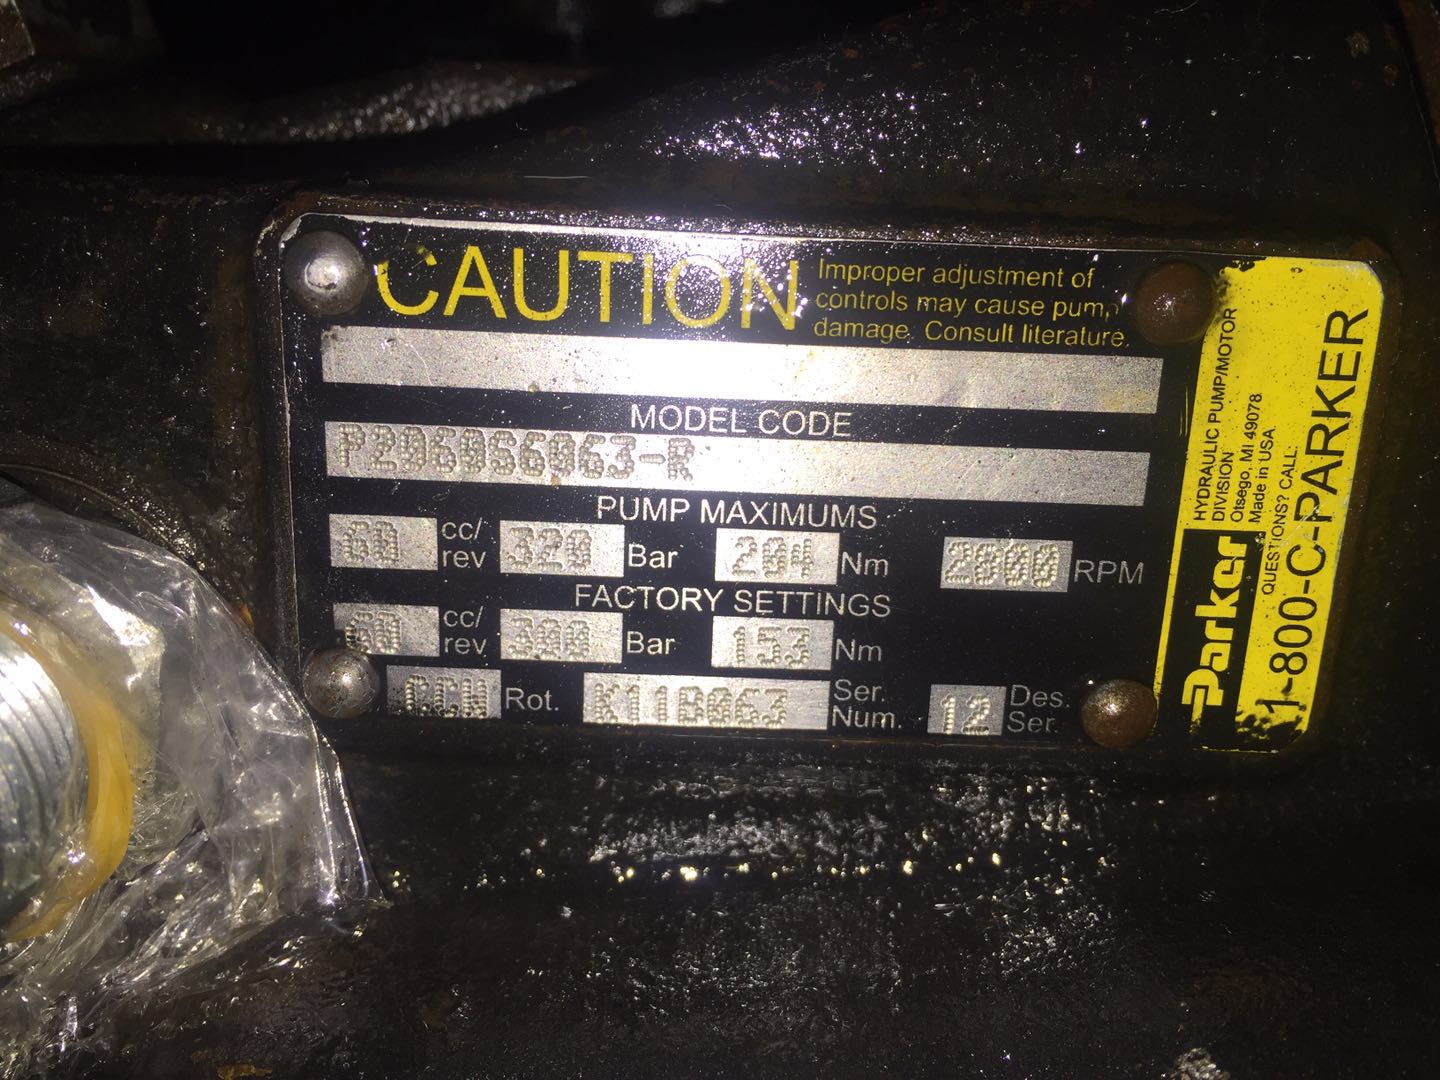 CAUTION
Improper adjustment of
controls may cause pump
damage. Consult literature.
MODEL CODE
P2060S6063-R
PUMP MAXIMUMS
60 cc/rev 320 Bar 204 Nm 2800 RPM
FACTORY SETTINGS
60 cc/rev 300 Bar 153 Nm
CCW Rot. K11B063 Ser. Num. 12 Des. Ser.
Parker
HYDRAULIC PUMP/MOTOR
DIVISION
Otsego, MI 49078
Made in USA
QUESTIONS? CALL:
1-800-C-PARKER